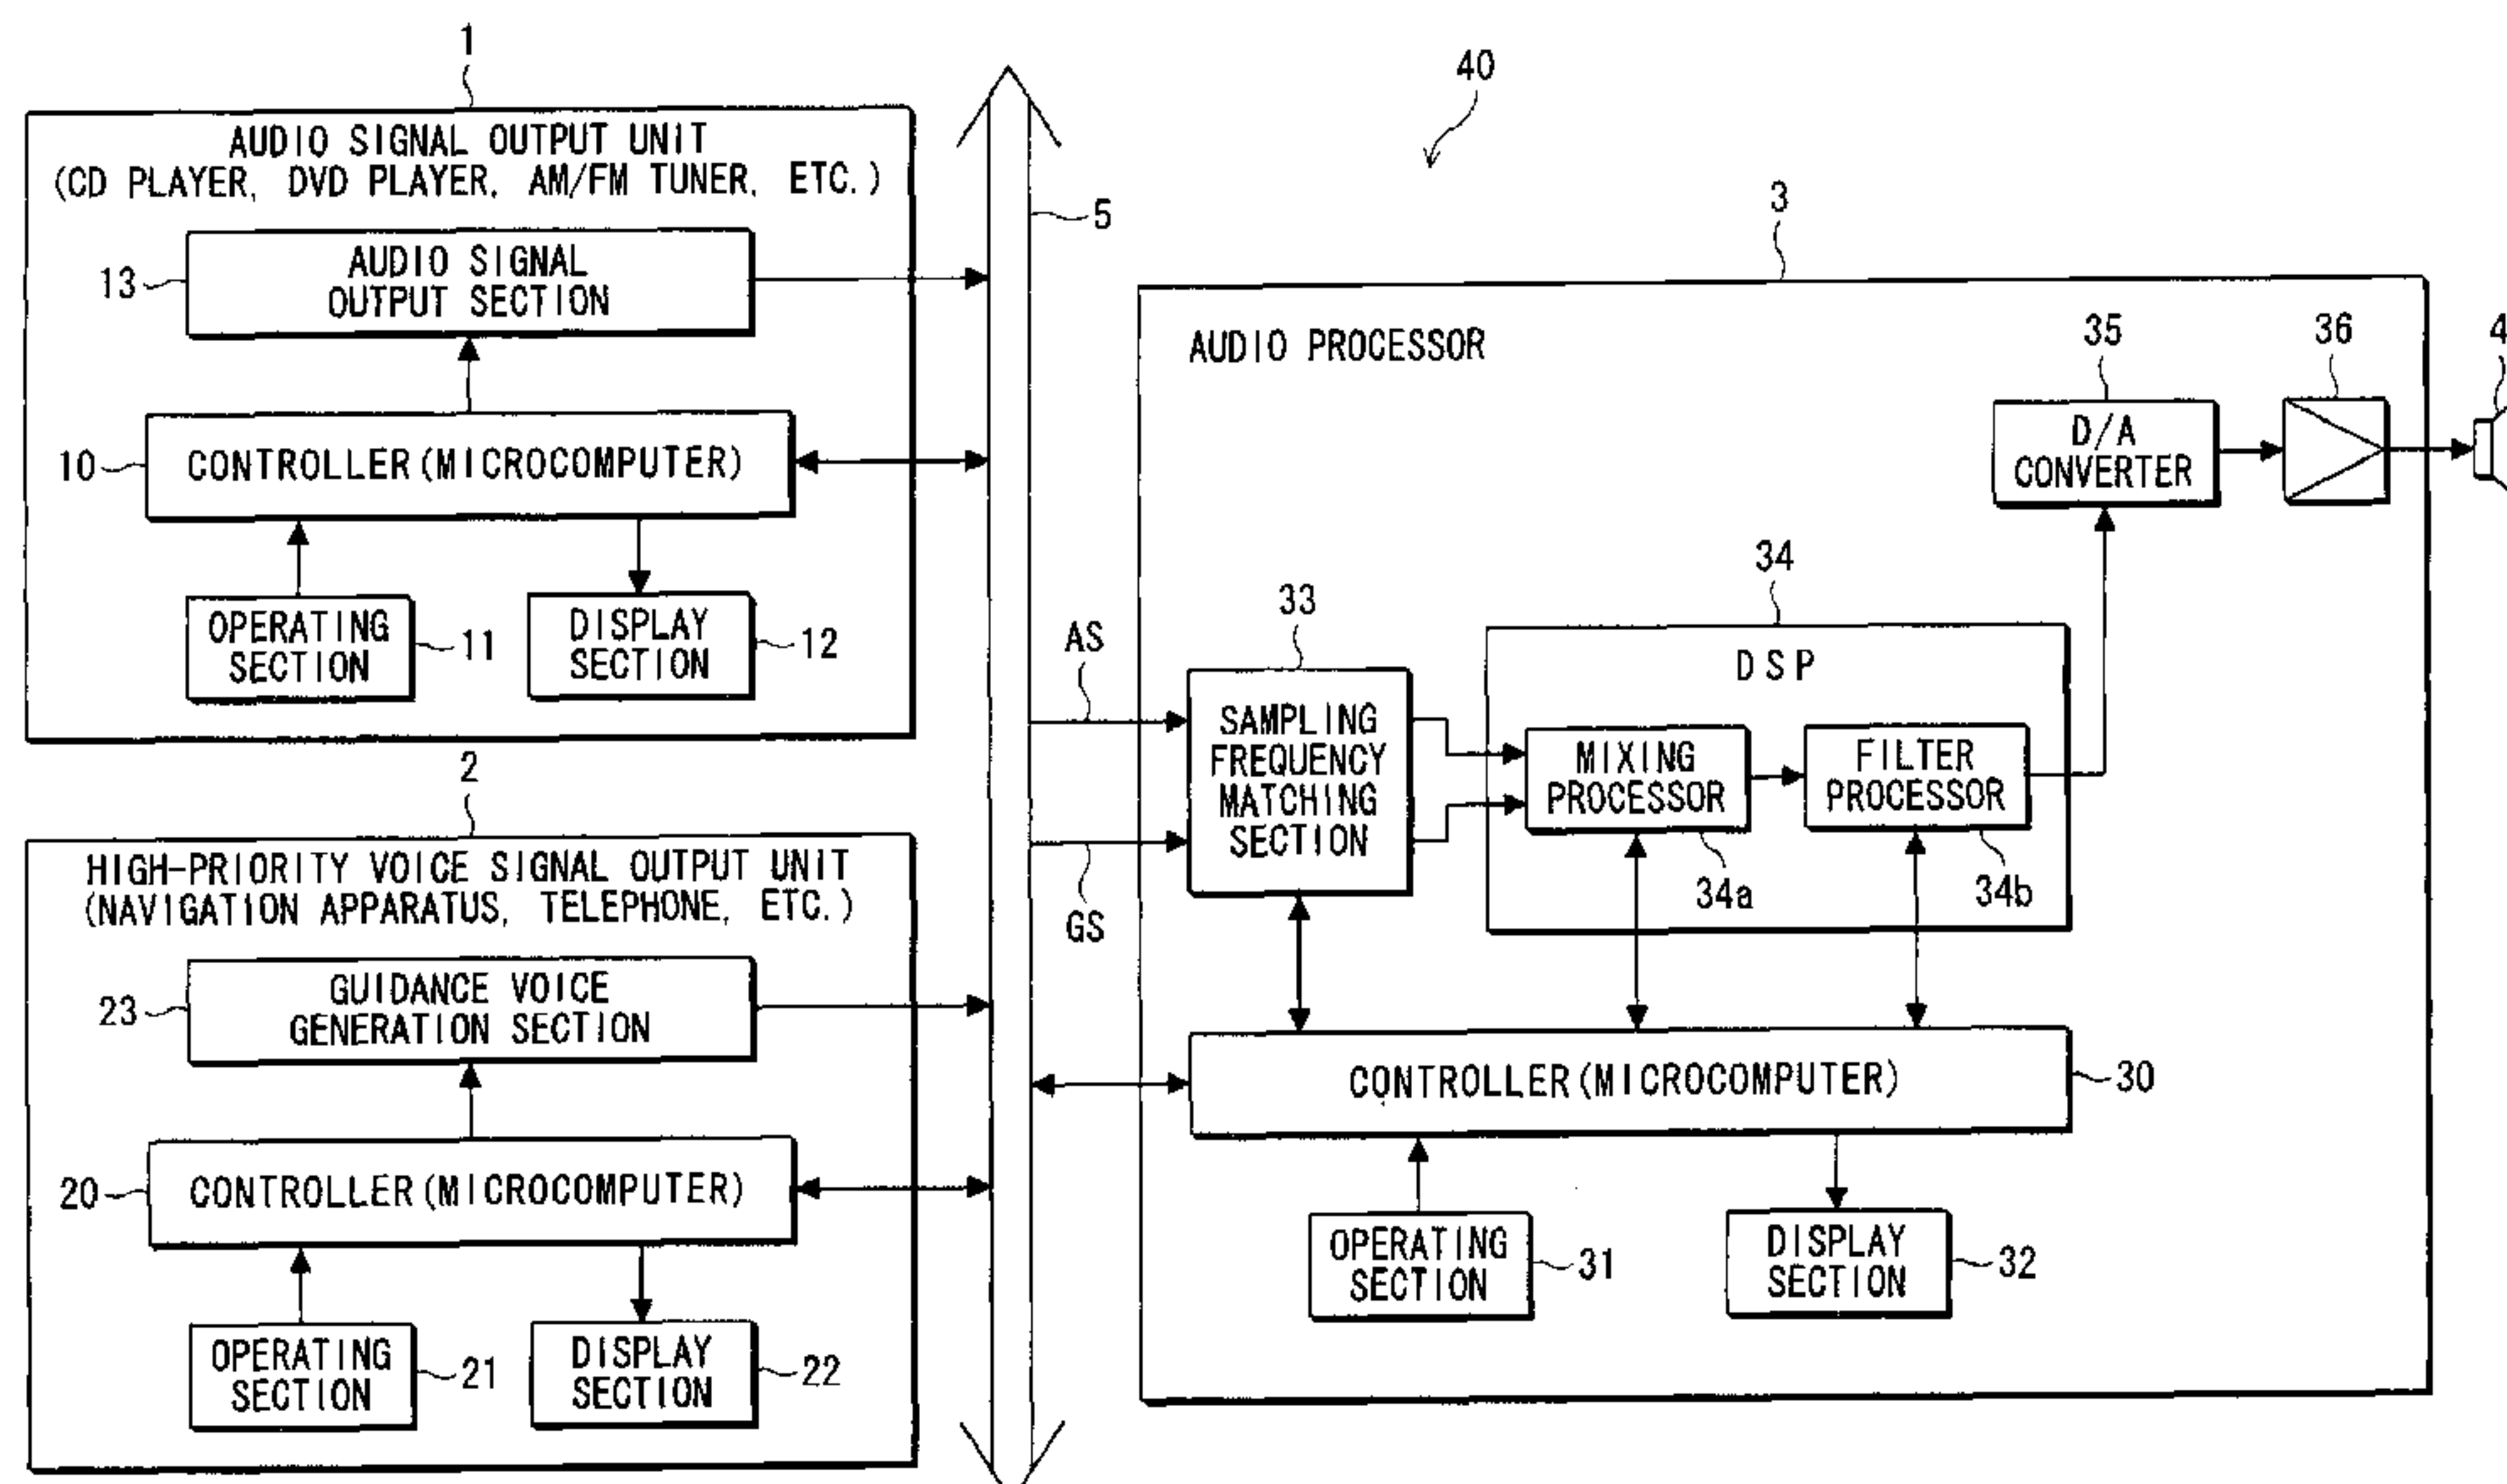 1
AUDIO SIGNAL OUTPUT UNIT
(CD PLAYER, DVD PLAYER, AM/FM TUNER, ETC.)
13
AUDIO SIGNAL
OUTPUT SECTION
10
CONTROLLER (MICROCOMPUTER)
OPERATING
SECTION
11
DISPLAY
SECTION
12
2
HIGH-PRIORITY VOICE SIGNAL OUTPUT UNIT
(NAVIGATION APPARATUS, TELEPHONE, ETC.)
23
GUIDANCE VOICE
GENERATION SECTION
20
CONTROLLER (MICROCOMPUTER)
OPERATING
SECTION
21
DISPLAY
SECTION
22
5
40
3
AUDIO PROCESSOR
35
D/A
CONVERTER
36
4
AS
GS
33
SAMPLING
FREQUENCY
MATCHING
SECTION
34
DSP
MIXING
PROCESSOR
34a
FILTER
PROCESSOR
34b
CONTROLLER (MICROCOMPUTER)
30
OPERATING
SECTION
31
DISPLAY
SECTION
32